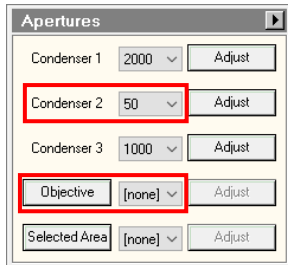 Apertures
Condenser 1 2000 Adjust
Condenser 2 50 Adjust
Condenser 3 1000 Adjust
Objective [none] Adjust
Selected Area [none] Adjust